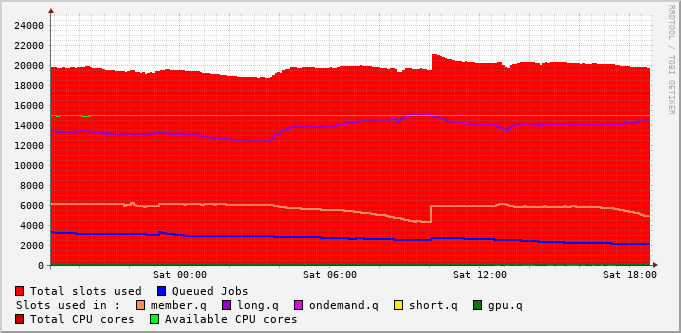 RRDTOOL / TOBI OETIKER
24000
22000
20000
18000
16000
14000
12000
10000
8000
6000
4000
2000
0
Sat 00:00 Sat 06:00 Sat 12:00 Sat 18:00
Total slots used Queued Jobs
Slots used in : member.q long.q ondemand.q short.q gpu.q
Total CPU cores Available CPU cores